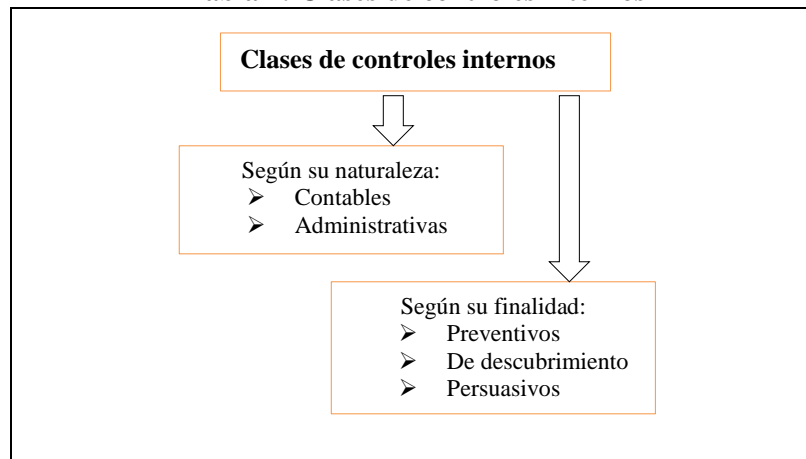 Clases de controles internos
Según su naturaleza:
➤ Contables
➤ Administrativas
Según su finalidad:
➤ Preventivos
➤ De descubrimiento
➤ Persuasivos